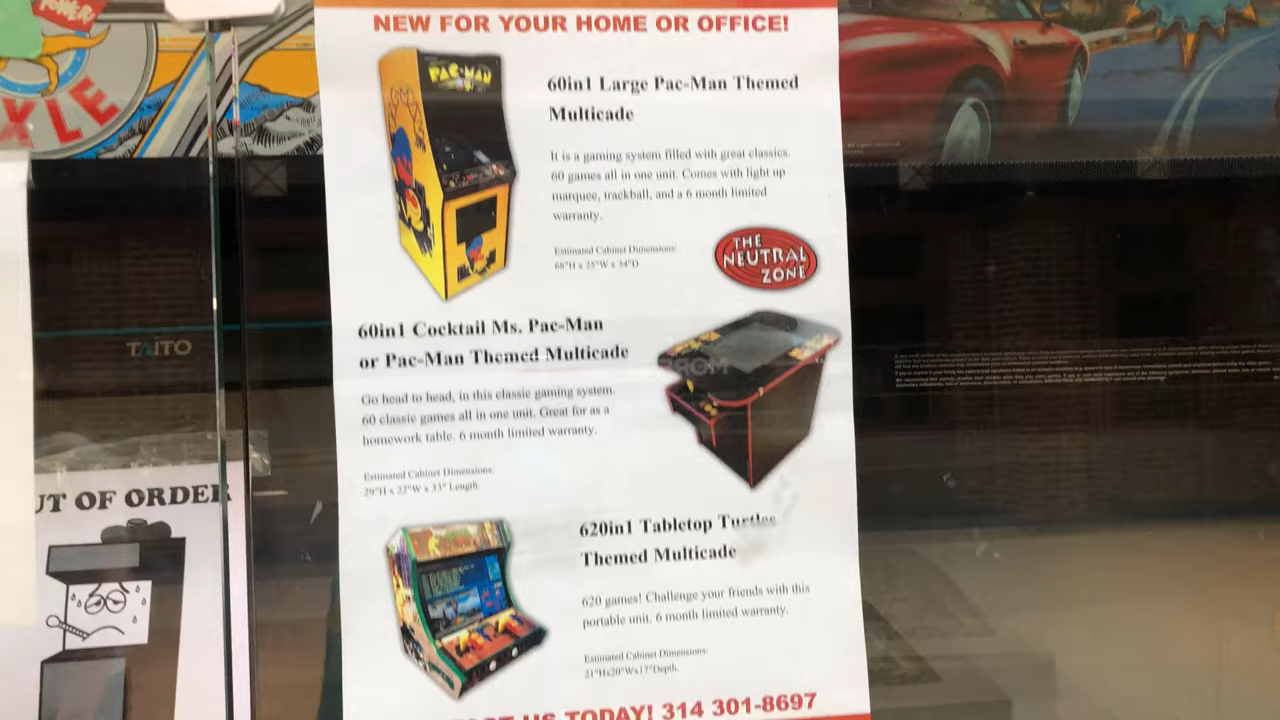 POWER!
XLE
NEW FOR YOUR HOME OR OFFICE!
PAC-MAN
60in1 Large Pac-Man Themed
Multicade
It is a gaming system filled with great classics.
60 games all in one unit. Comes with light up
marquee, trackball, and a 6 month limited
warranty.
Estimated Cabinet Dimensions:
68"H x 25"W x 34"D
THE
NEUTRAL
ZONE
60in1 Cocktail Ms. Pac-Man
or Pac-Man Themed Multicade
Go head to head, in this classic gaming system.
60 classic games all in one unit. Great for as a
homework table. 6 month limited warranty.
Estimated Cabinet Dimensions:
29"H x 22"W x 33" Length.
TAITO
UT OF ORDER
620in1 Tabletop Turtles
Themed Multicade
620 games! Challenge your friends with this
portable unit. 6 month limited warranty.
Estimated Cabinet Dimensions:
21"Hx20"Wx17"Depth.
US TODAY! 314 301-8697